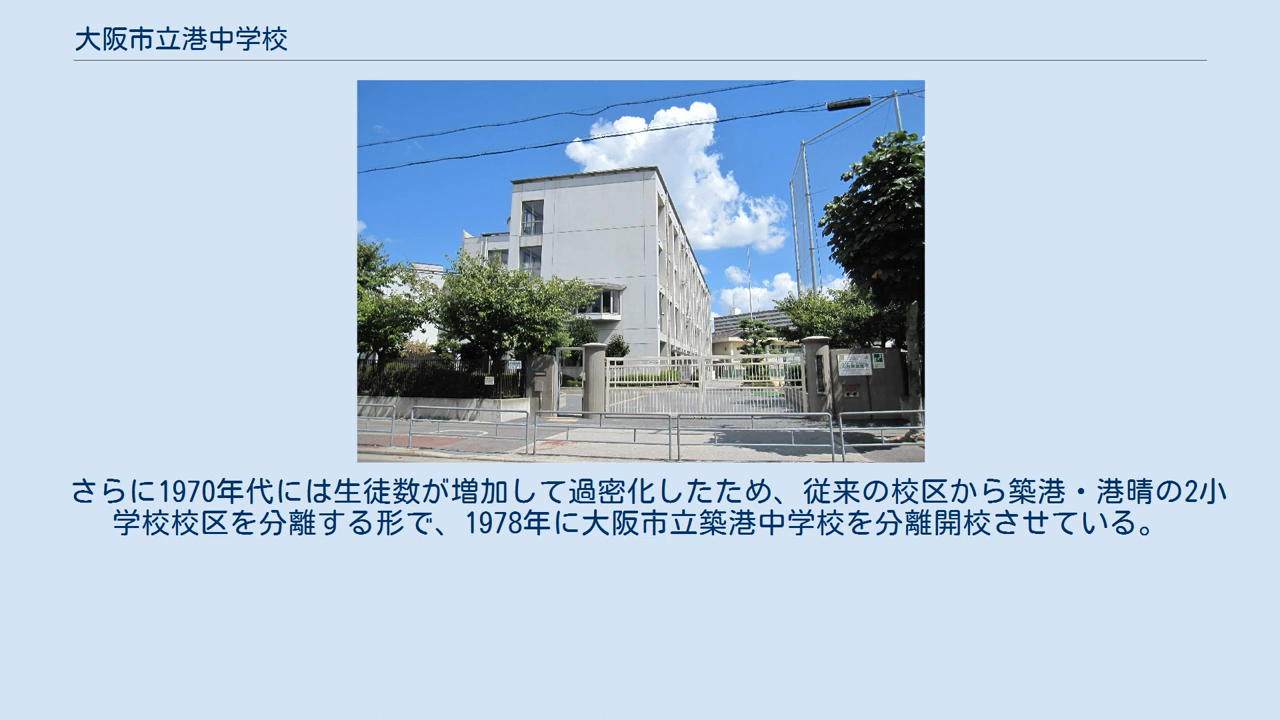 大阪市立港中学校
さらに1970年代には生徒数が増加して過密化したため、従来の校区から築港・港晴の2小
学校校区を分離する形で、1978年に大阪市立築港中学校を分離開校させている。